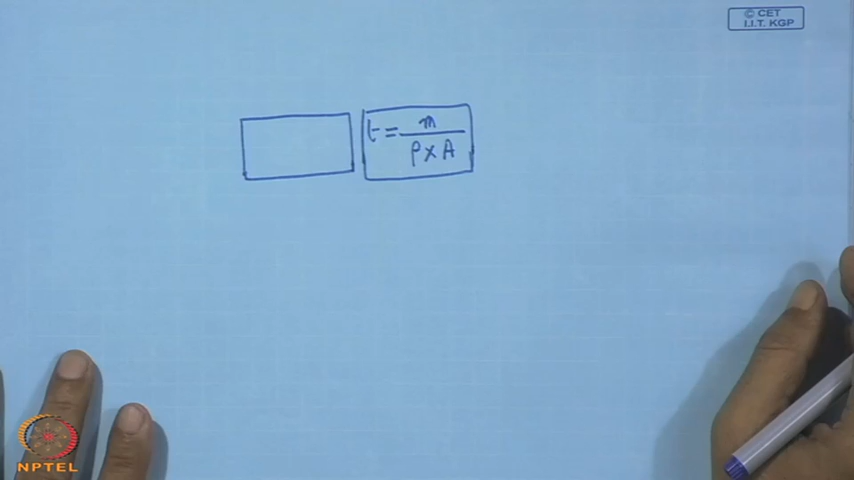 © CET
I.I.T. KGP
t = m / ρ × A
NPTEL